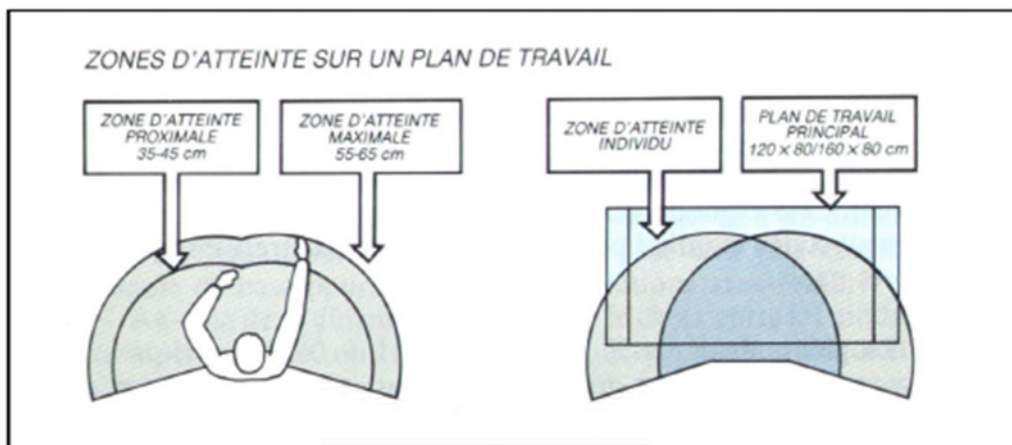 ZONES D'ATTEINTE SUR UN PLAN DE TRAVAIL
ZONE D'ATTEINTE
PROXIMALE
35-45 cm
ZONE D'ATTEINTE
MAXIMALE
55-65 cm
ZONE D'ATTEINTE
INDIVIDU
PLAN DE TRAVAIL
PRINCIPAL
120 x 80/160 x 80 cm